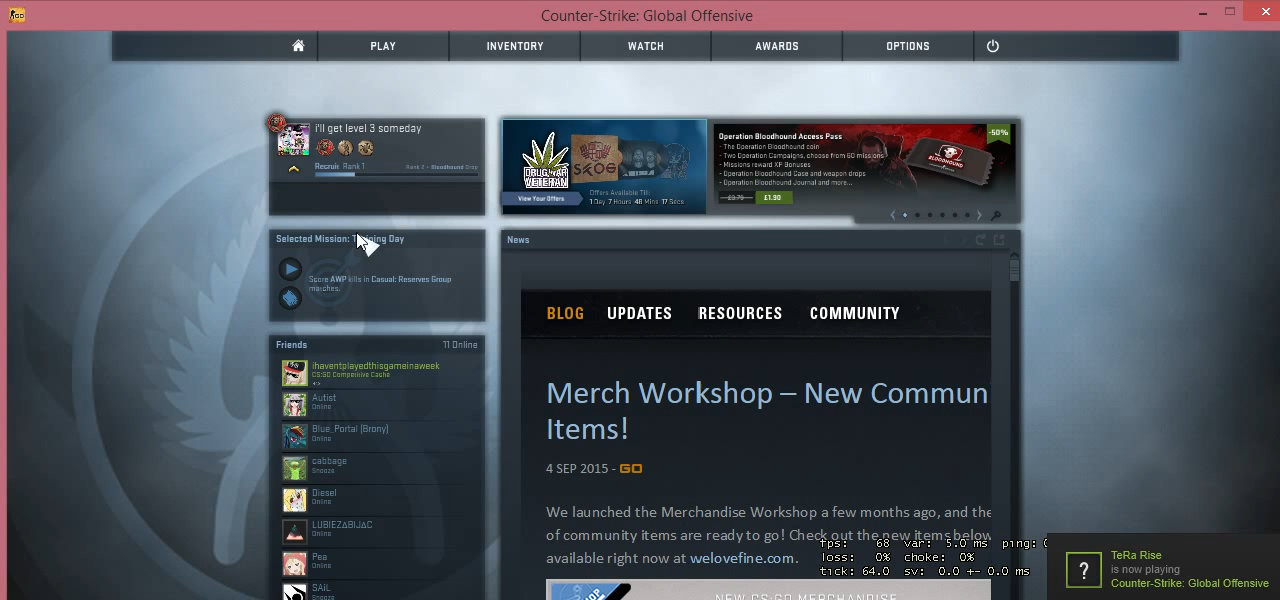 Counter-Strike: Global Offensive
PLAY
INVENTORY
WATCH
AWARDS
OPTIONS
i'll get level 3 someday
Recruit Rank 1
Rank 2 - Bloodhound Drop
DRUG WAR
VETERAN
View Your Offers
Offers Available Till:
1 Day 7 Hours 48 Mins 17 Secs
Operation Bloodhound Access Pass
- The Operation Bloodhound coin
- Two Operation Campaigns, choose from 60 missions
- Missions reward XP Bonuses
- Operation Bloodhound Case and weapon drops
- Operation Bloodhound Journal and more...
£3.79 £1.90
-50%
BLOODHOUND
Selected Mission: Training Day
Score AWP kills in Casual: Reserves Group
matches.
Friends
11 Online
ihaventplayedthisgameinaweek
CS:GO Competitive Cache
Autist
Online
Blue_Portal (Brony)
Online
cabbage
Snooze
Diesel
Online
LUBIEZABIJAC
Online
Pea
Online
SAiL
Snooze
News
BLOG UPDATES RESOURCES COMMUNITY
Merch Workshop – New Commun
Items!
4 SEP 2015 - GO
We launched the Merchandise Workshop a few months ago, and the
of community items are ready to go! Check out the new items below
available right now at welovefine.com.
NEW CS:GO MERCHANDISE
fps: 68 var: 5.0 ms ping: 0
loss: 0% choke: 0%
tick: 64.0 sv: 0.0 +- 0.0 ms
TeRa Rise
is now playing
Counter-Strike: Global Offensive